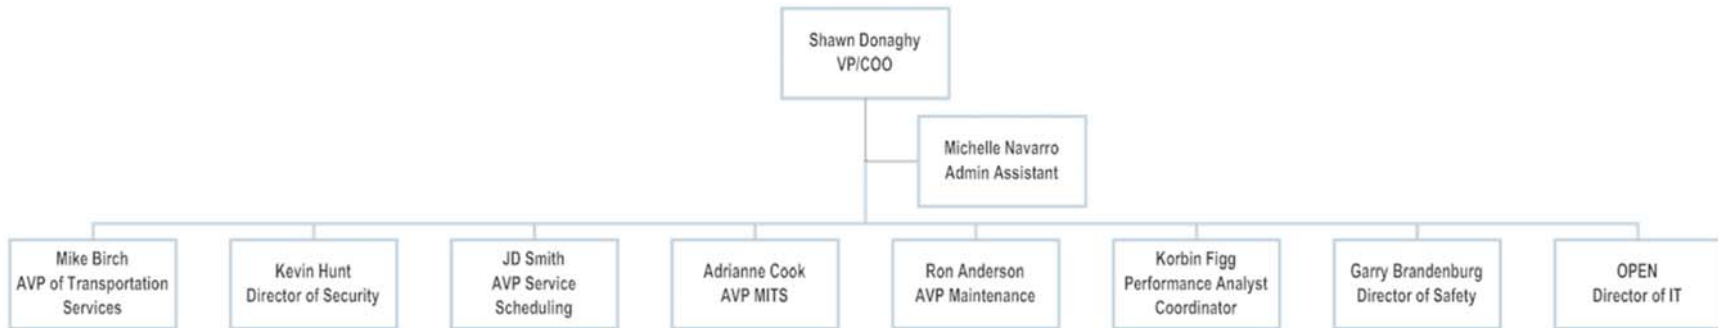 Shawn Donaghy
VP/COO
Michelle Navarro
Admin Assistant
Mike Birch
AVP of Transportation
Services
Kevin Hunt
Director of Security
JD Smith
AVP Service
Scheduling
Adrianne Cook
AVP MITS
Ron Anderson
AVP Maintenance
Korbin Figg
Performance Analyst
Coordinator
Garry Brandenburg
Director of Safety
OPEN
Director of IT